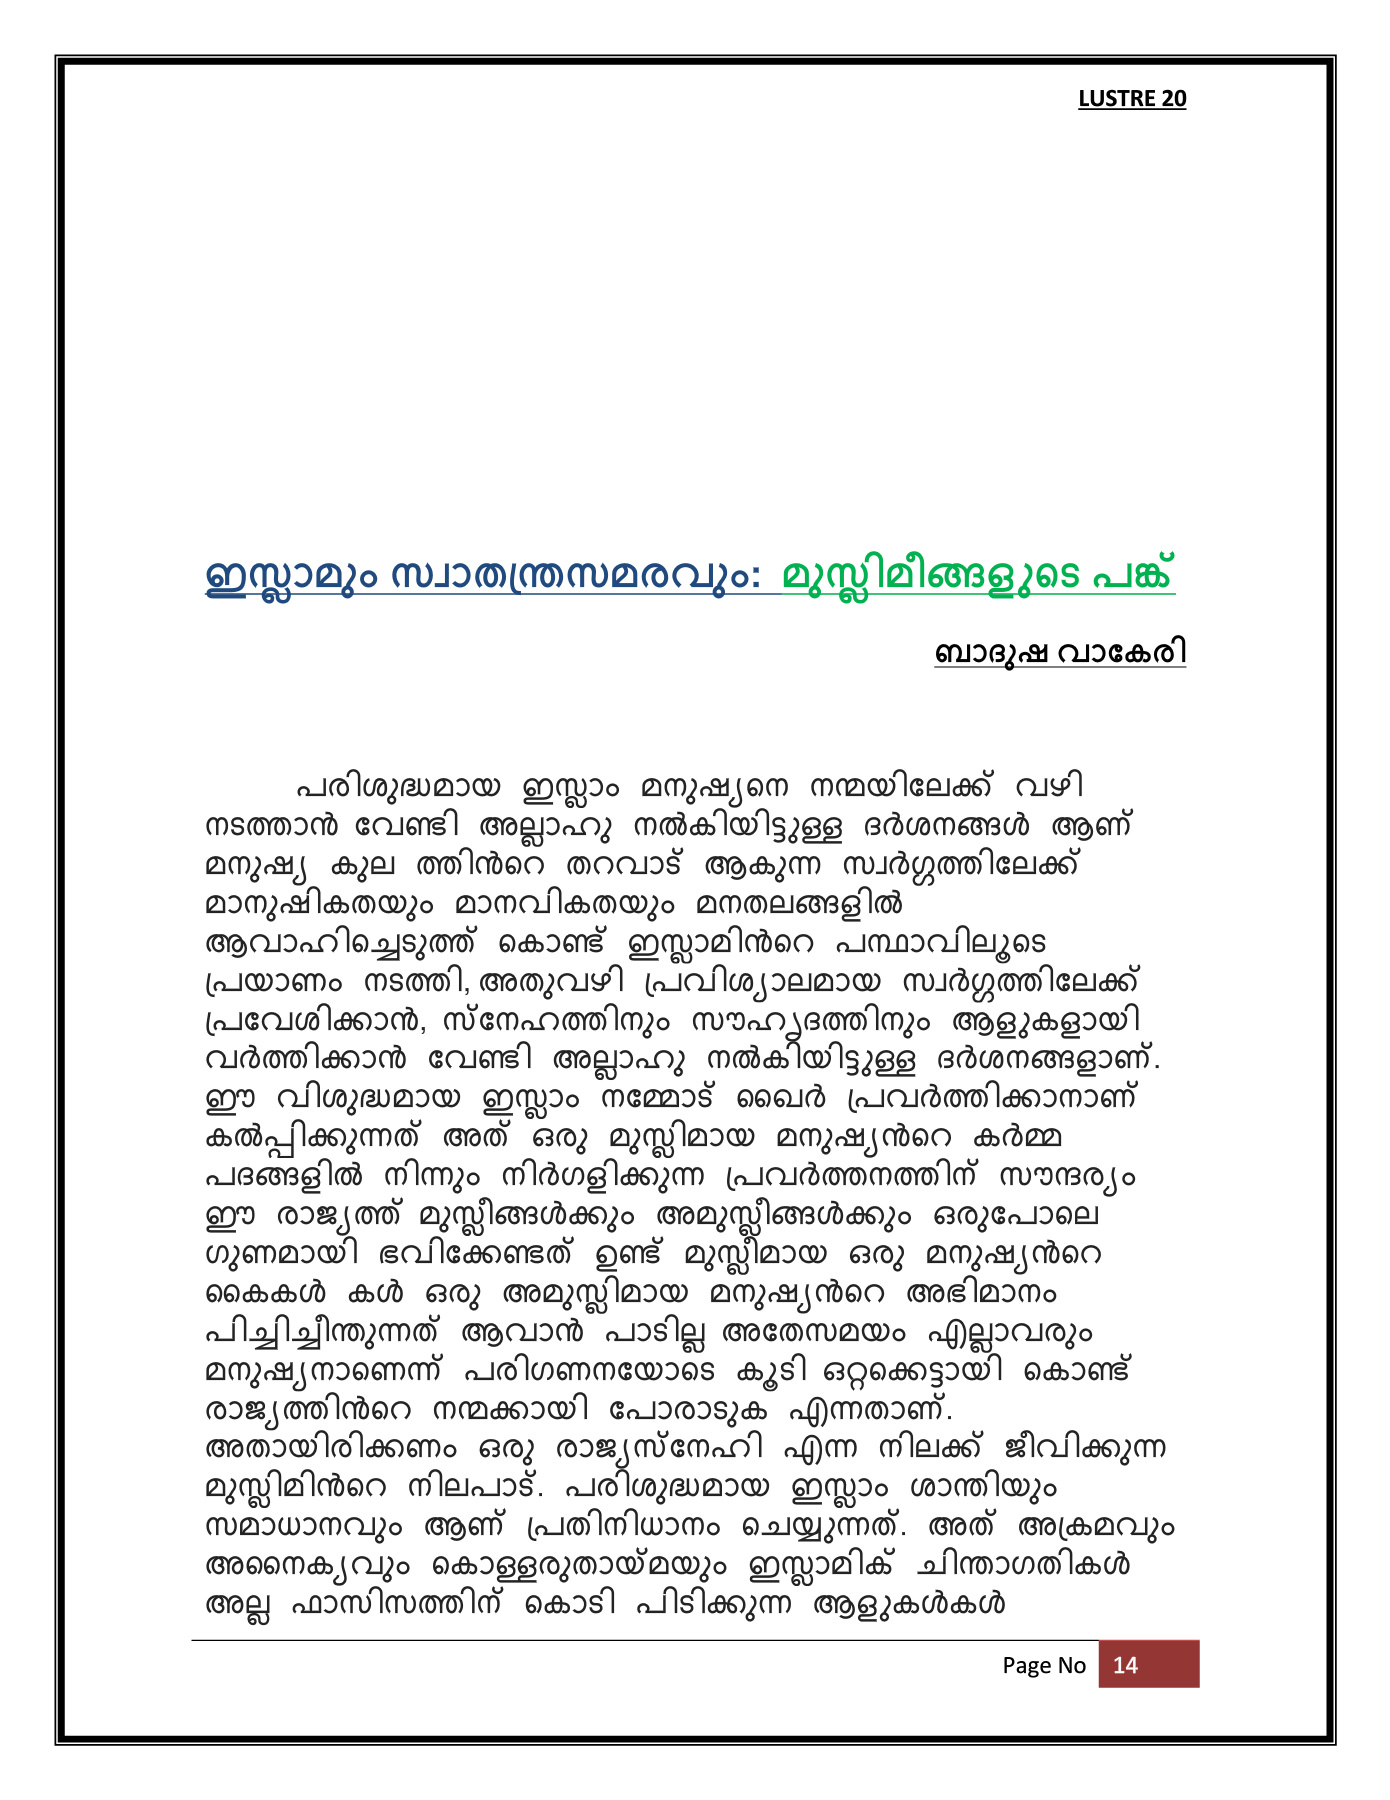 LUSTRE 20
ഇസ്ലാമും സ്വാതന്ത്രസമരവും: മുസ്ലിമീങ്ങളുടെ പങ്ക്
ബാദുഷ വാകേരി
പരിശുദ്ധമായ ഇസ്ലാം മനുഷ്യനെ നന്മയിലേക്ക് വഴി
നടത്താൻ വേണ്ടി അല്ലാഹു നൽകിയിട്ടുള്ള ദർശനങ്ങൾ ആണ്
മനുഷ്യ കുല ത്തിൻറെ തറവാട് ആകുന്ന സ്വർഗ്ഗത്തിലേക്ക്
മാനുഷികതയും മാനവികതയും മനതലങ്ങളിൽ
ആവാഹിച്ചെടുത്ത് കൊണ്ട് ഇസ്ലാമിൻറെ പന്ഥാവിലൂടെ
പ്രയാണം നടത്തി, അതുവഴി പ്രവിശ്യാലമായ സ്വർഗ്ഗത്തിലേക്ക്
പ്രവേശിക്കാൻ, സ്നേഹത്തിനും സൗഹൃദത്തിനും ആളുകളായി
വർത്തിക്കാൻ വേണ്ടി അല്ലാഹു നൽകിയിട്ടുള്ള ദർശനങ്ങളാണ്.
ഈ വിശുദ്ധമായ ഇസ്ലാം നമ്മോട് ഖൈർ പ്രവർത്തിക്കാനാണ്
കൽപ്പിക്കുന്നത് അത് ഒരു മുസ്ലിമായ മനുഷ്യൻറെ കർമ്മ
പദങ്ങളിൽ നിന്നും നിർഗളിക്കുന്ന പ്രവർത്തനത്തിന് സൗന്ദര്യം
ഈ രാജ്യത്ത് മുസ്ലീങ്ങൾക്കും അമുസ്ലീങ്ങൾക്കും ഒരുപോലെ
ഗുണമായി ഭവിക്കേണ്ടത് ഉണ്ട് മുസ്ലിമായ ഒരു മനുഷ്യൻറെ
കൈകൾ കൾ ഒരു അമുസ്ലിമായ മനുഷ്യൻറെ അഭിമാനം
പിച്ചിച്ചീന്തുന്നത് ആവാൻ പാടില്ല അതേസമയം എല്ലാവരും
മനുഷ്യനാണെന്ന് പരിഗണനയോടെ കൂടി ഒറ്റക്കെട്ടായി കൊണ്ട്
രാജ്യത്തിൻറെ നന്മക്കായി പോരാടുക എന്നതാണ്.
അതായിരിക്കണം ഒരു രാജ്യസ്നേഹി എന്ന നിലക്ക് ജീവിക്കുന്ന
മുസ്ലിമിൻറെ നിലപാട്. പരിശുദ്ധമായ ഇസ്ലാം ശാന്തിയും
സമാധാനവും ആണ് പ്രതിനിധാനം ചെയ്യുന്നത്. അത് അക്രമവും
അനൈക്യവും കൊള്ളരുതായ്മയും ഇസ്ലാമിക് ചിന്താഗതികൾ
അല്ല ഫാസിസത്തിന് കൊടി പിടിക്കുന്ന ആളുകൾകൾ
Page No 14